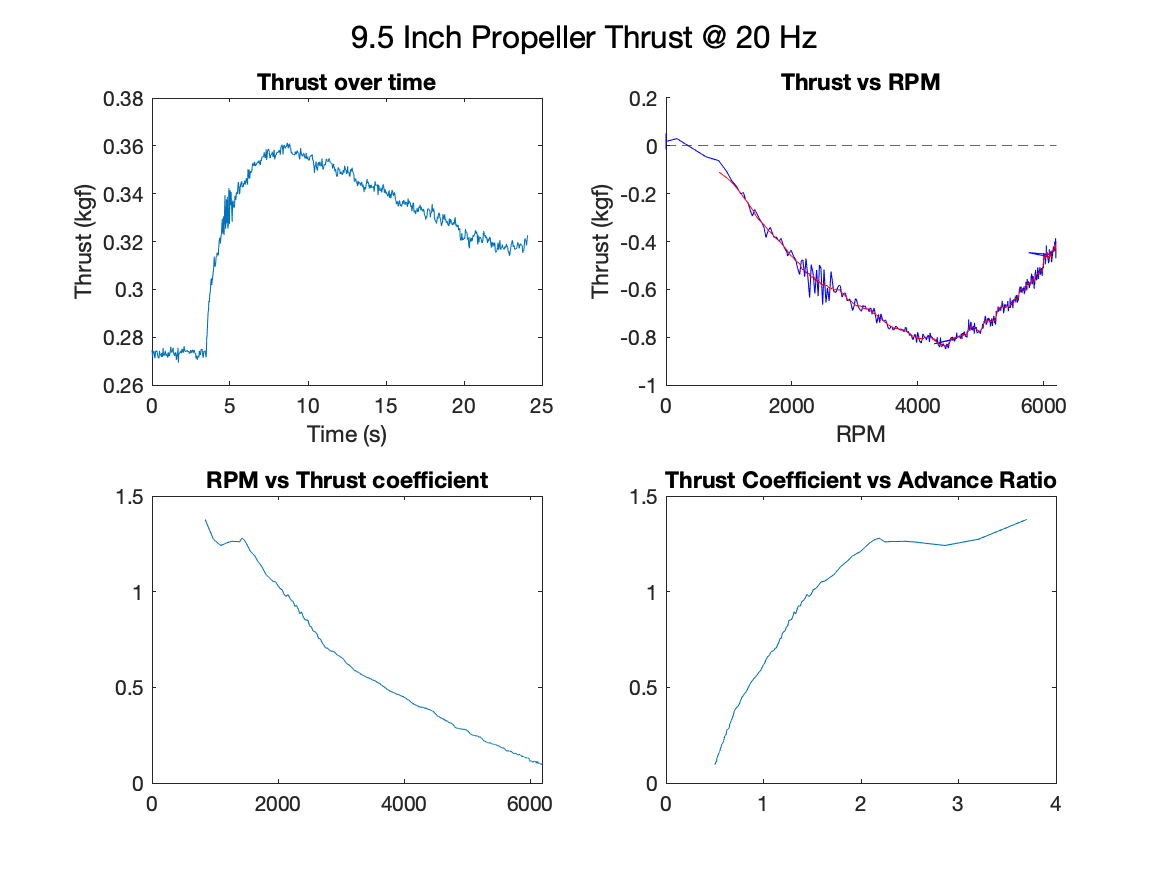 9.5 Inch Propeller Thrust @ 20 Hz
Thrust over time
0.38
0.36
0.34
0.32
0.3
0.28
0.26
Thrust (kgf)
0 5 10 15 20 25
Time (s)
Thrust vs RPM
0.2
0
-0.2
-0.4
-0.6
-0.8
-1
Thrust (kgf)
0 2000 4000 6000
RPM
RPM vs Thrust coefficient
1.5
1
0.5
0
0 2000 4000 6000
Thrust Coefficient vs Advance Ratio
1.5
1
0.5
0
0 1 2 3 4